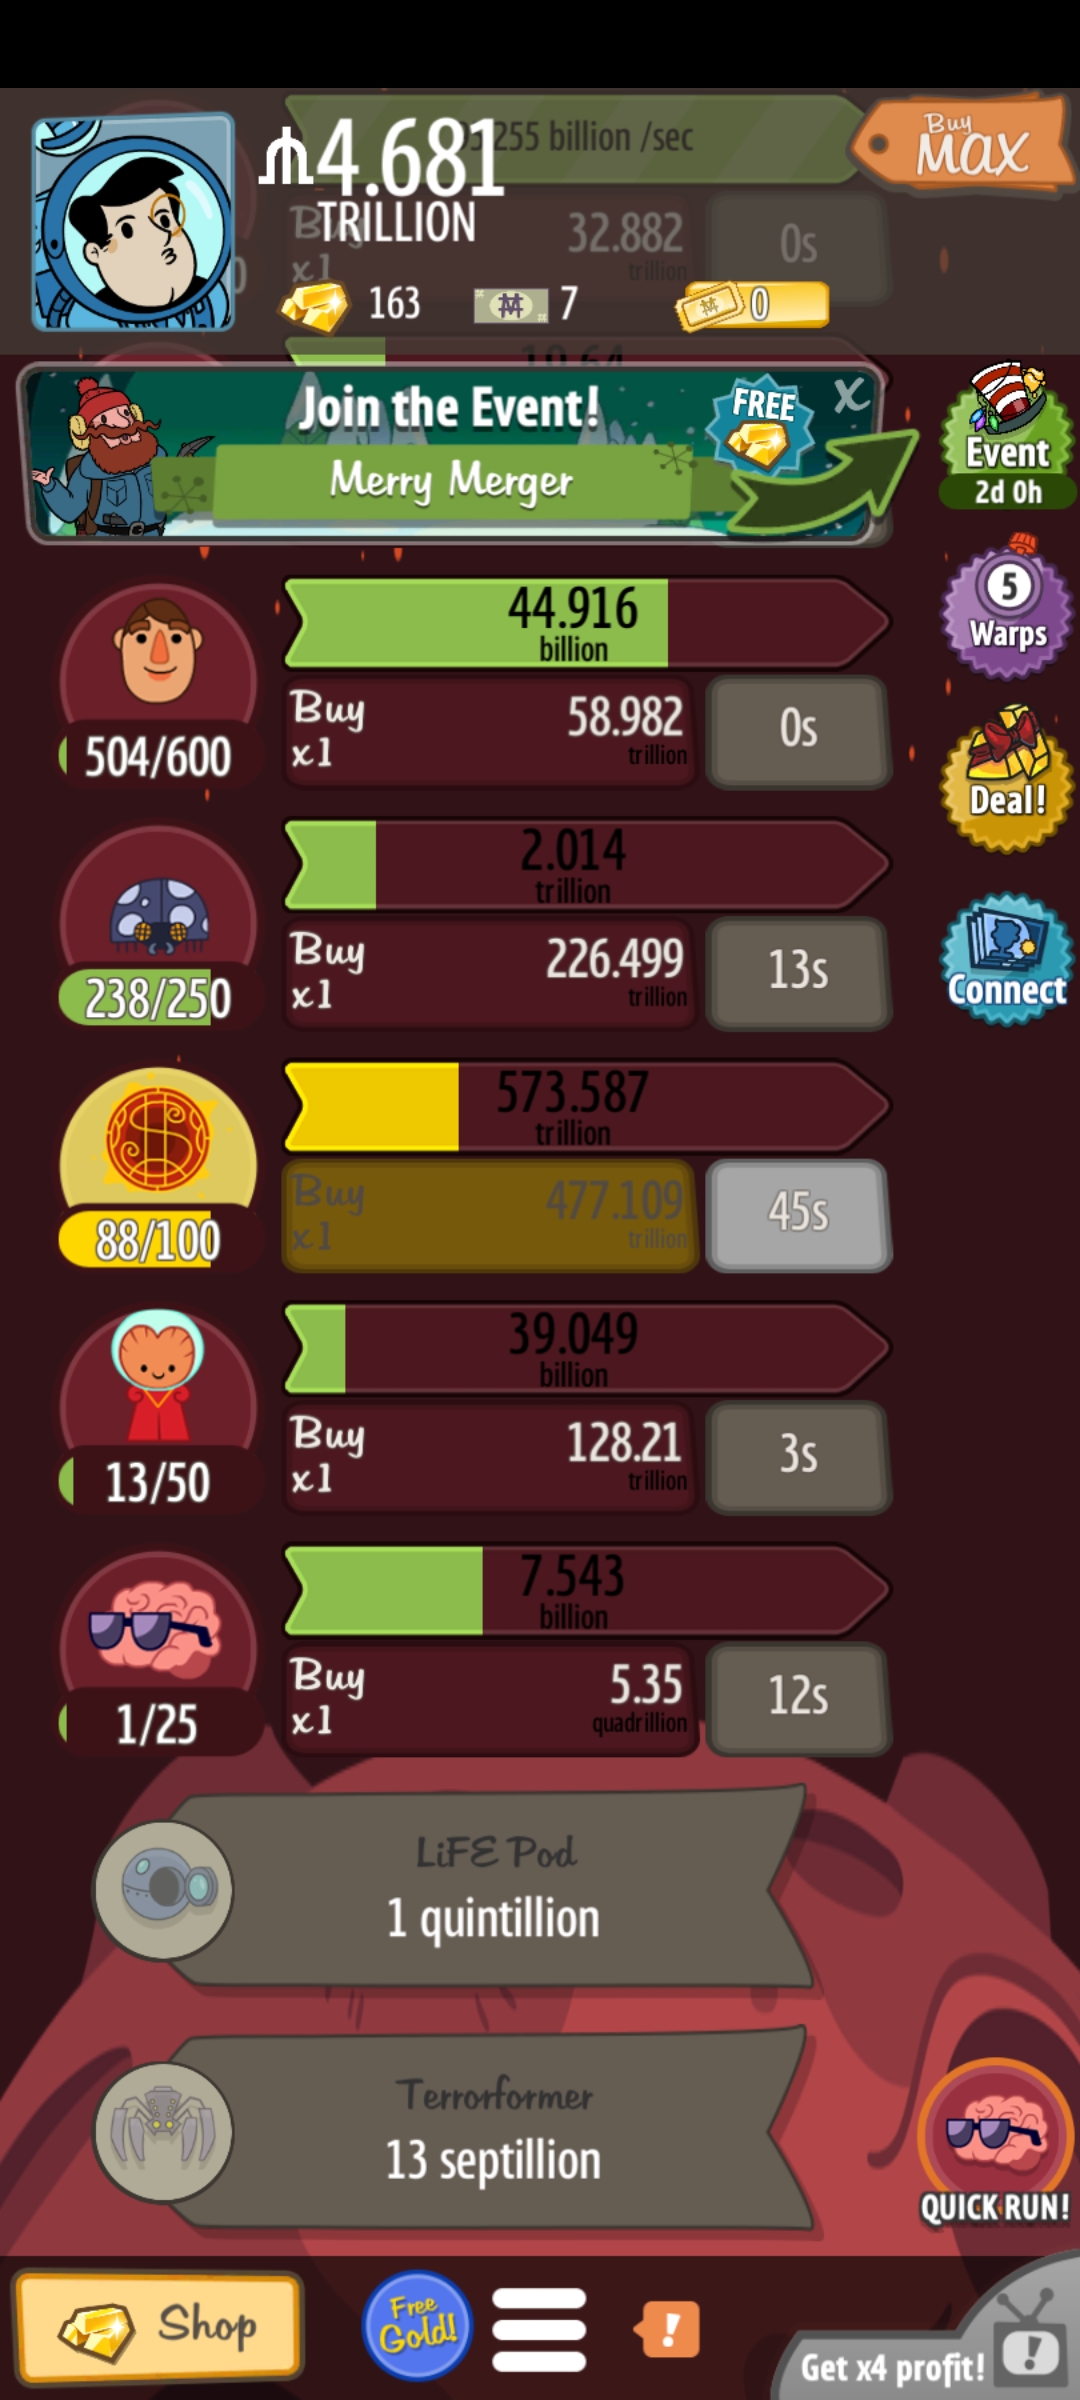 255 billion /sec
₼4.681
TRILLION
Buy
MAX
Buy
x1
32.882
trillion
0s
163
7
0
19.64
Join the Event!
FREE
X
Merry Merger
Event
2d 0h
44.916
billion
504/600
Buy
x1
58.982
trillion
0s
5
Warps
2.014
trillion
238/250
Buy
x1
226.499
trillion
13s
Deal!
Connect
573.587
trillion
88/100
Buy
x1
477.109
trillion
45s
39.049
billion
13/50
Buy
x1
128.21
trillion
3s
7.543
billion
1/25
Buy
x1
5.35
quadrillion
12s
LiFE Pod
1 quintillion
Terrorformer
13 septillion
QUICK RUN!
Shop
Free
Gold!
!
Get x4 profit!
!